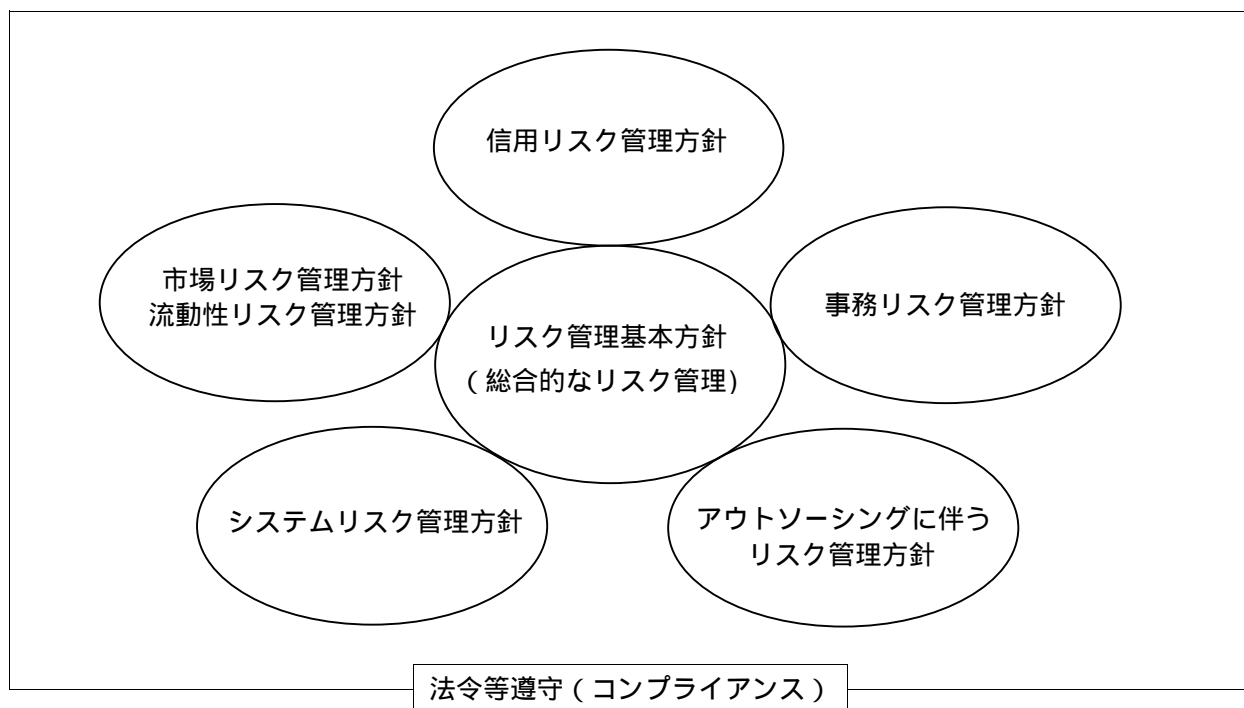 信用リスク管理方針
市場リスク管理方針
流動性リスク管理方針
事務リスク管理方針
リスク管理基本方針
（総合的なリスク管理）
システムリスク管理方針
アウトソーシングに伴う
リスク管理方針
法令等遵守（コンプライアンス）